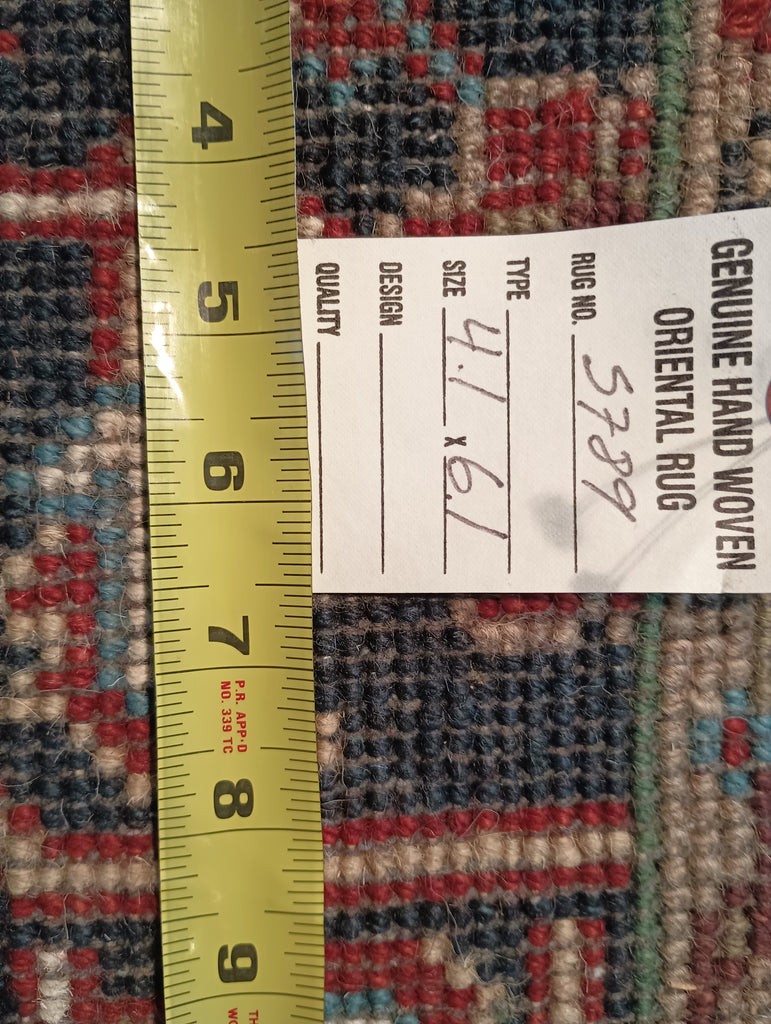 GENUINE HAND WOVEN
ORIENTAL RUG
RUG NO. 5789
TYPE
SIZE 4.1 x 6.1
DESIGN
QUALITY
4
5
6
7
8
9
P.R. APP'D
NO. 339 TC